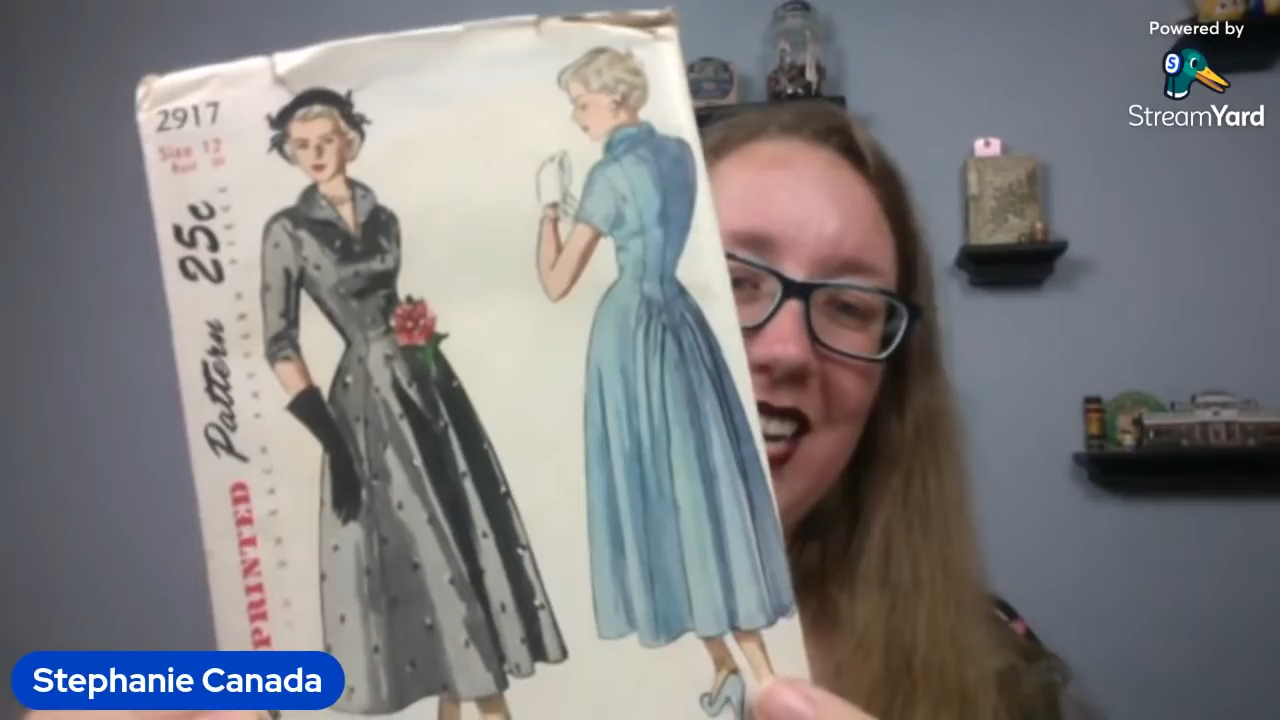 2917
Size 12
25c
Pattern
PRINTED
Powered by
StreamYard
Stephanie Canada